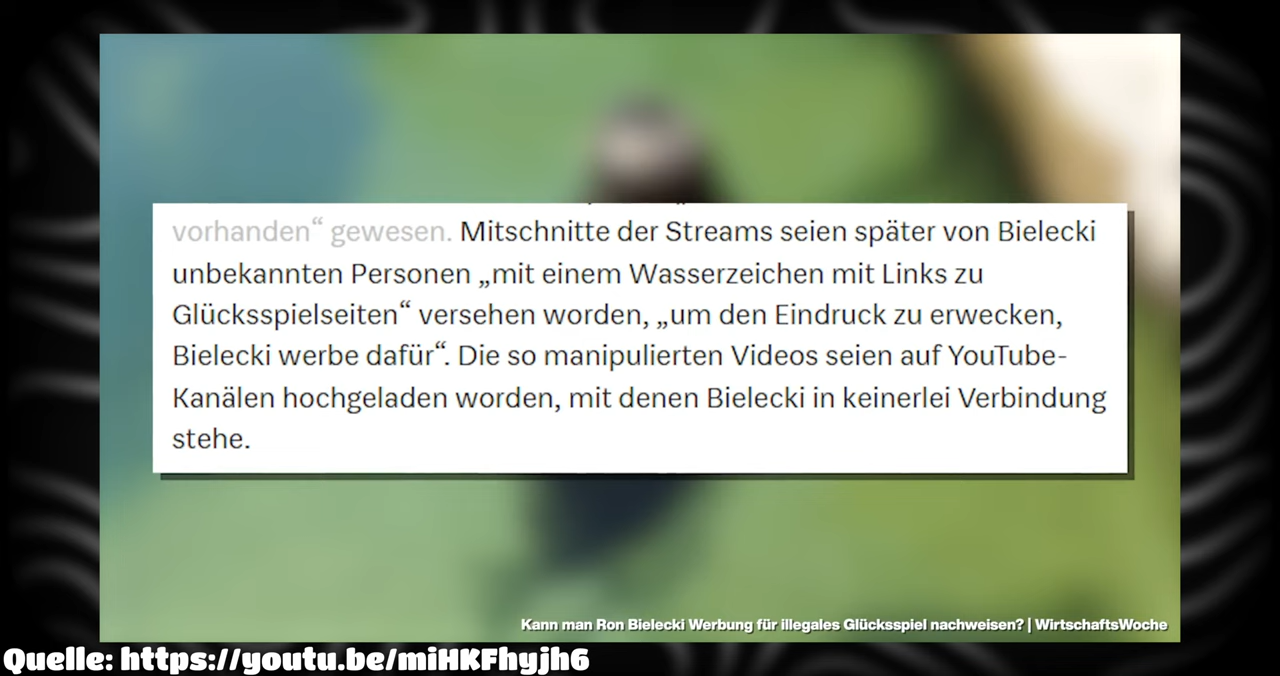 vorhanden“ gewesen. Mitschnitte der Streams seien später von Bielecki
unbekannten Personen „mit einem Wasserzeichen mit Links zu
Glücksspielseiten“ versehen worden, „um den Eindruck zu erwecken,
Bielecki werbe dafür“. Die so manipulierten Videos seien auf YouTube-
Kanälen hochgeladen worden, mit denen Bielecki in keinerlei Verbindung
stehe.
Kann man Ron Bielecki Werbung für illegales Glücksspiel nachweisen? | WirtschaftsWoche
Quelle: https://youtu.be/miHKFhyjh6